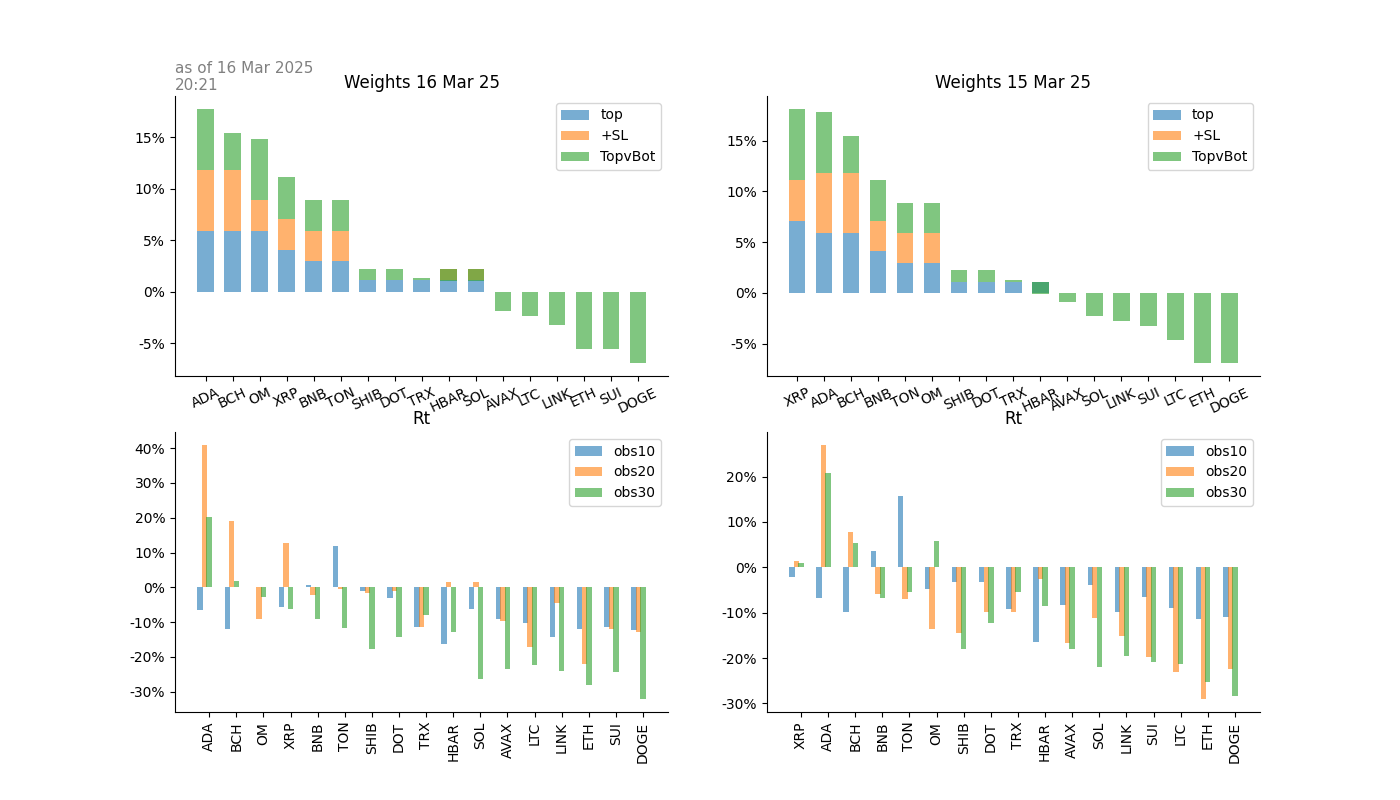 as of 16 Mar 2025
20:21
Weights 16 Mar 25
15%
10%
5%
0%
-5%
top
+SL
TopvBot
ADA BCH OM XRP BNB TON SHIB DOT TRX HBAR SOL AVAX LTC LINK ETH SUI DOGE
Weights 15 Mar 25
15%
10%
5%
0%
-5%
top
+SL
TopvBot
XRP ADA BCH BNB TON OM SHIB DOT TRX HBAR AVAX SOL LINK SUI LTC ETH DOGE
Rt
40%
30%
20%
10%
0%
-10%
-20%
-30%
obs10
obs20
obs30
ADA BCH OM XRP BNB TON SHIB DOT TRX HBAR SOL AVAX LTC LINK ETH SUI DOGE
Rt
20%
10%
0%
-10%
-20%
-30%
obs10
obs20
obs30
XRP ADA BCH BNB TON OM SHIB DOT TRX HBAR AVAX SOL LINK SUI LTC ETH DOGE